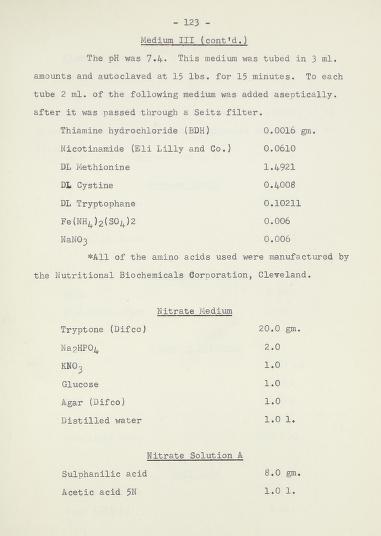 - 123 -
Medium III (cont'd.)
The pH was 7.4. This medium was tubed in 3 ml.
amounts and autoclaved at 15 lbs. for 15 minutes. To each
tube 2 ml. of the following medium was added aseptically.
after it was passed through a Seitz filter.
Thiamine hydrochloride (BDH) 0.0016 gm.
Nicotinamide (Eli Lilly and Co.) 0.0610
DL Methionine 1.4921
DL Cystine 0.4008
DL Tryptophane 0.10211
Fe(NH4)2(SO4)2 0.006
NaNO3 0.006
*All of the amino acids used were manufactured by
the Nutritional Biochemicals Corporation, Cleveland.
Nitrate Medium
Tryptone (Difco) 20.0 gm.
Na2HPO4 2.0
KNO3 1.0
Glucose 1.0
Agar (Difco) 1.0
Distilled water 1.0 l.
Nitrate Solution A
Sulphanilic acid 8.0 gm.
Acetic acid 5N 1.0 l.